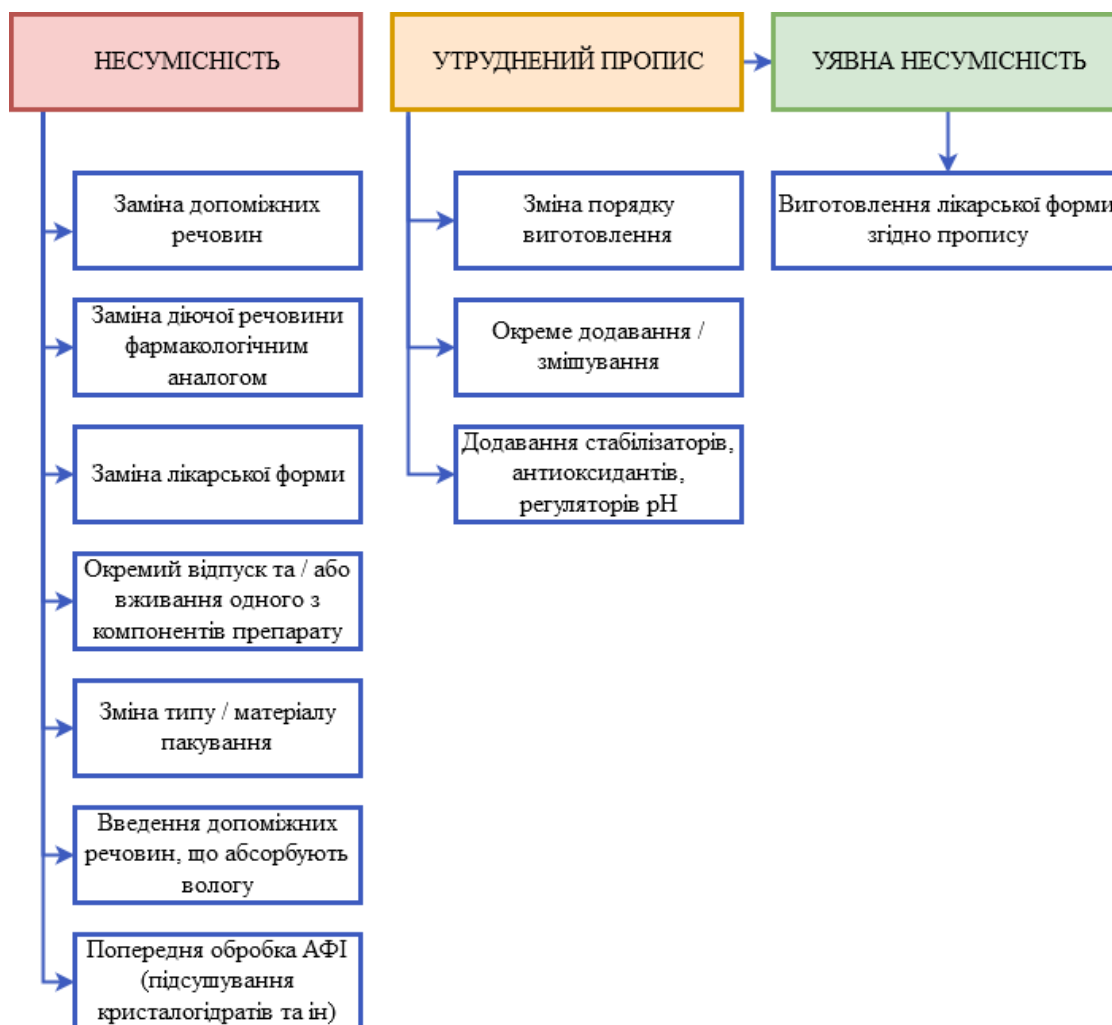 НЕСУМІСНІСТЬ
Заміна допоміжних
речовин
Заміна діючої речовини
фармакологічним
аналогом
Заміна лікарської форми
Окремий відпуск та / або
вживання одного з
компонентів препарату
Зміна типу / матеріалу
пакування
Введення допоміжних
речовин, що абсорбують
вологу
Попередня обробка АФІ
(підсушування
кристалогідратів та ін)
УТРУДНЕНИЙ ПРОПИС
Зміна порядку
виготовлення
Окреме додавання /
змішування
Додавання стабілізаторів,
антиоксидантів,
регуляторів рН
УЯВНА НЕСУМІСНІСТЬ
Виготовлення лікарської форми
згідно пропису